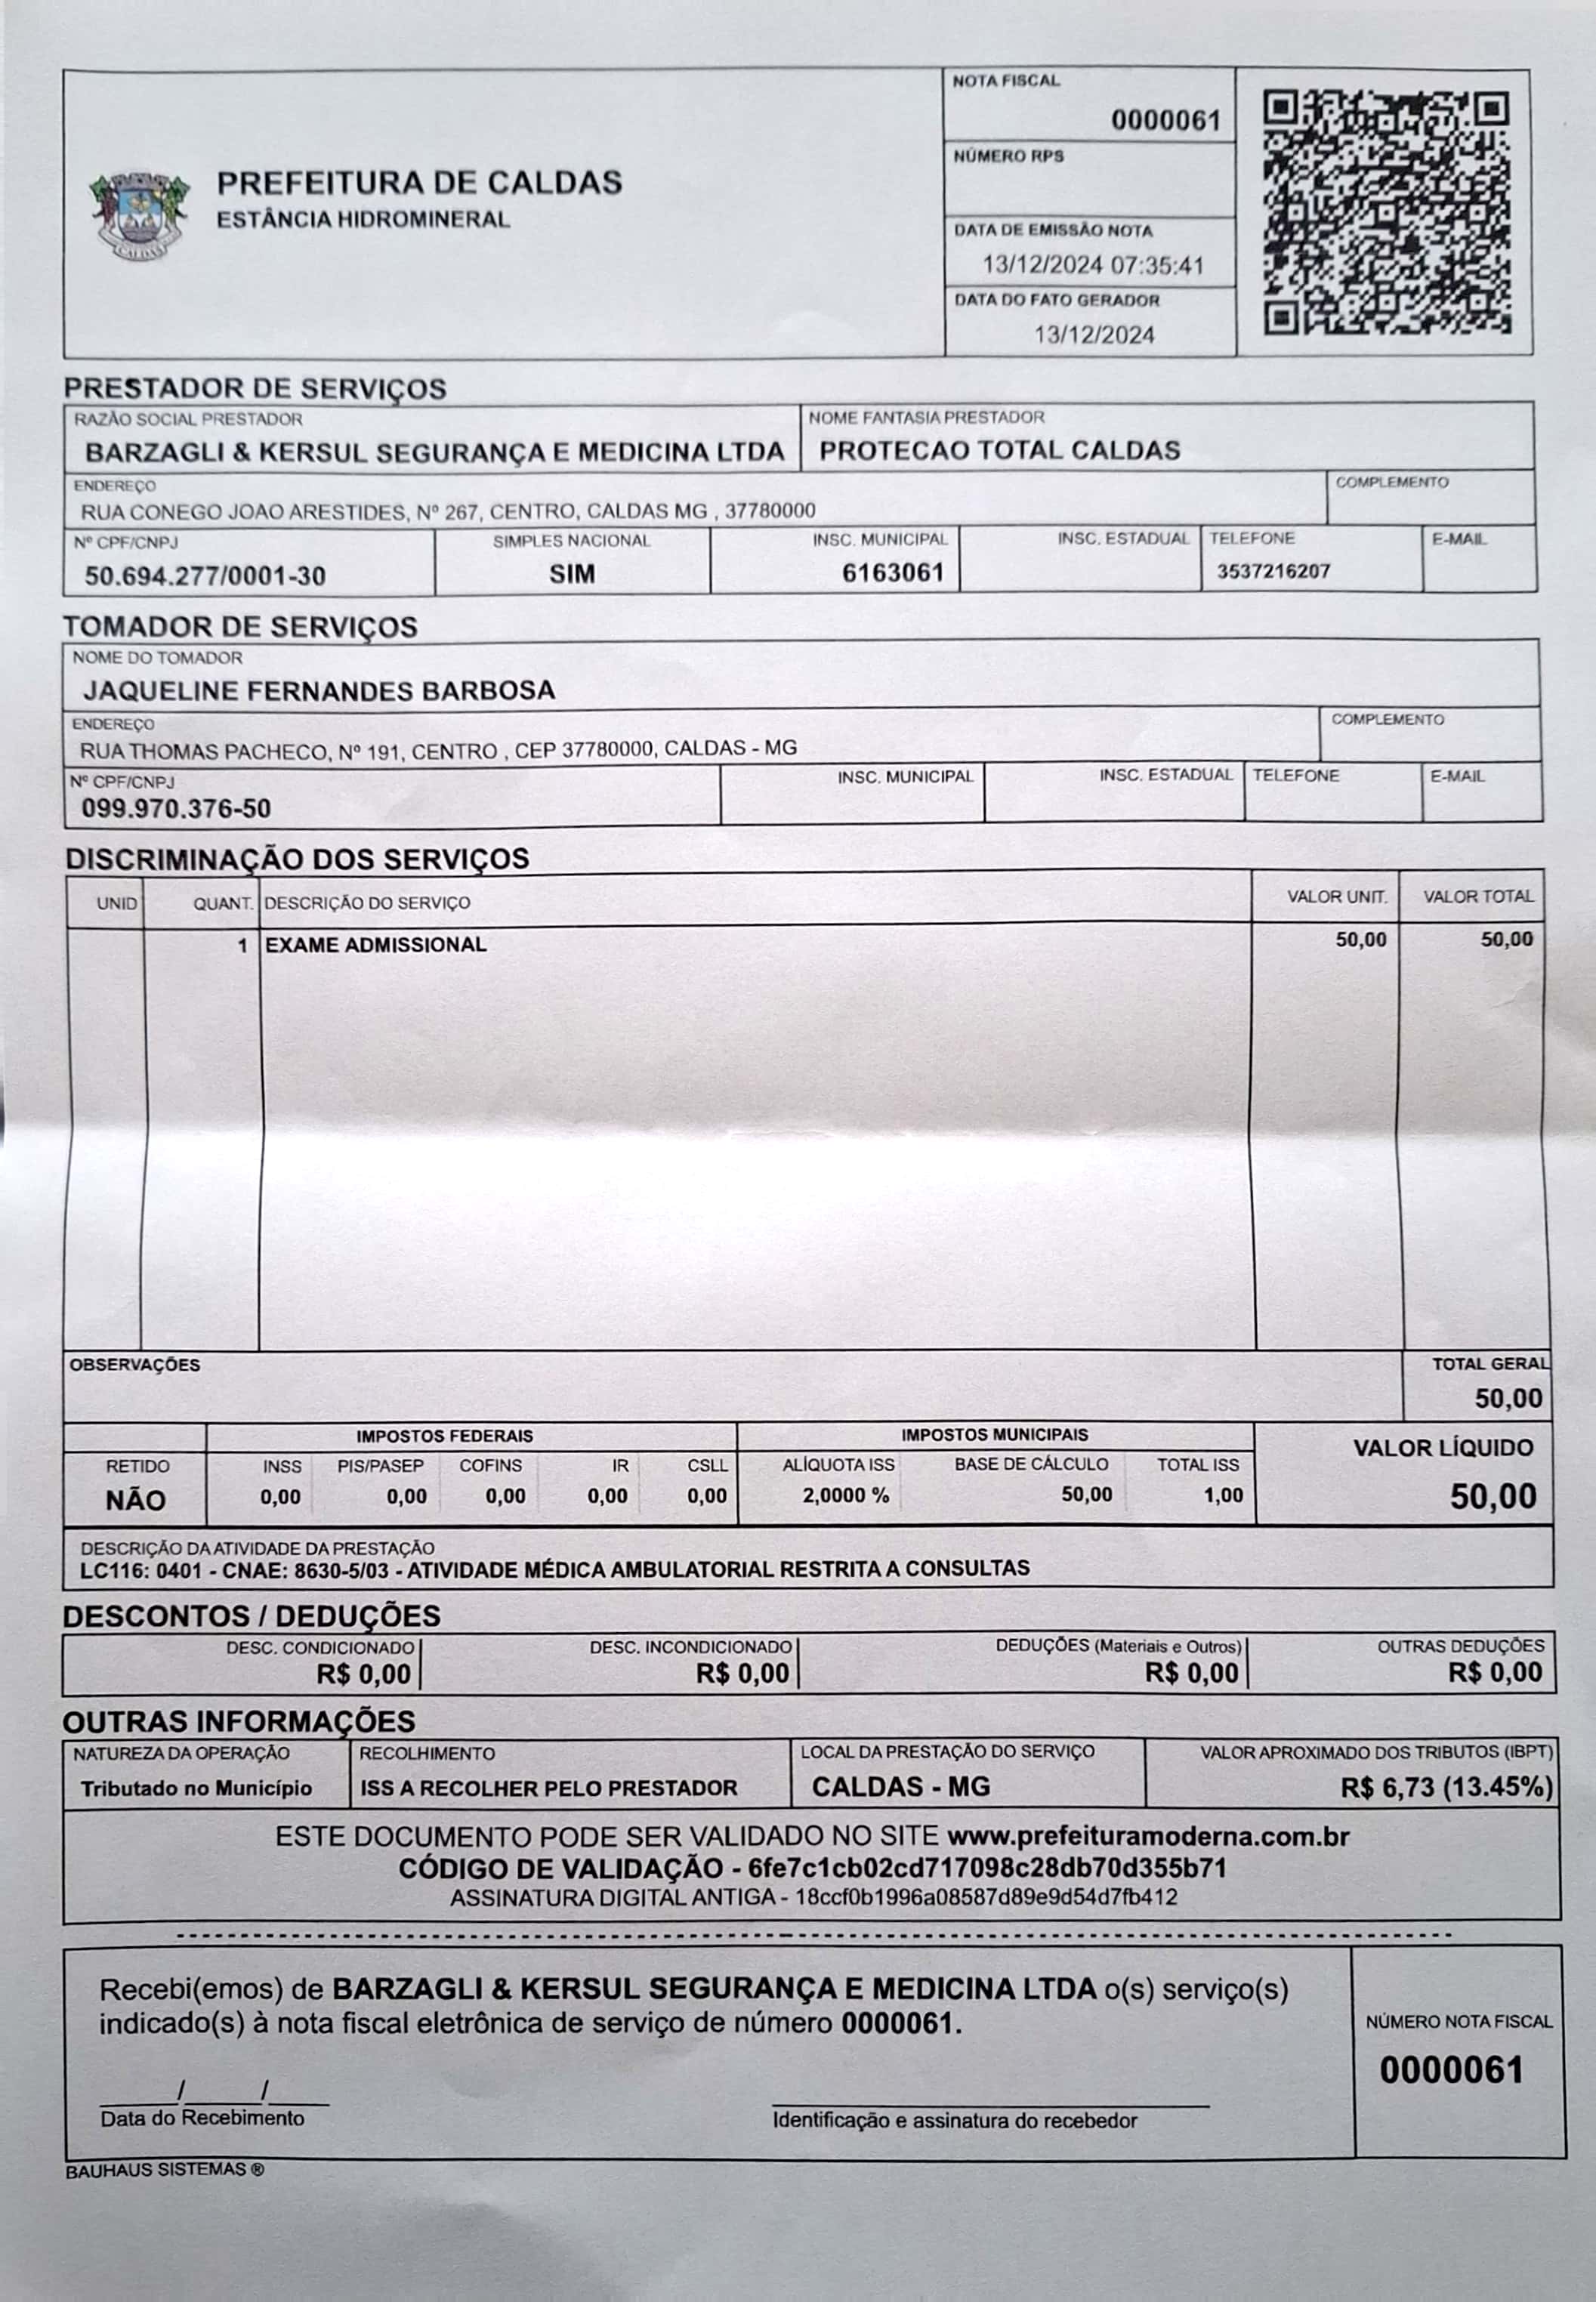 NOTA FISCAL
0000061
NÚMERO RPS
PREFEITURA DE CALDAS
ESTÂNCIA HIDROMINERAL
CALDAS
DATA DE EMISSÃO NOTA
13/12/2024 07:35:41
DATA DO FATO GERADOR
13/12/2024
PRESTADOR DE SERVIÇOS
RAZÃO SOCIAL PRESTADOR NOME FANTASIA PRESTADOR
BARZAGLI & KERSUL SEGURANÇA E MEDICINA LTDA PROTECAO TOTAL CALDAS
ENDEREÇO COMPLEMENTO
RUA CONEGO JOAO ARESTIDES, Nº 267, CENTRO, CALDAS MG , 37780000
Nº CPF/CNPJ SIMPLES NACIONAL INSC. MUNICIPAL INSC. ESTADUAL TELEFONE E-MAIL
50.694.277/0001-30 SIM 6163061 3537216207
TOMADOR DE SERVIÇOS
NOME DO TOMADOR
JAQUELINE FERNANDES BARBOSA
ENDEREÇO COMPLEMENTO
RUA THOMAS PACHECO, Nº 191, CENTRO , CEP 37780000, CALDAS - MG
Nº CPF/CNPJ INSC. MUNICIPAL INSC. ESTADUAL TELEFONE E-MAIL
099.970.376-50
DISCRIMINAÇÃO DOS SERVIÇOS
UNID QUANT. DESCRIÇÃO DO SERVIÇO VALOR UNIT. VALOR TOTAL
1 EXAME ADMISSIONAL 50,00 50,00
OBSERVAÇÕES TOTAL GERAL
50,00
IMPOSTOS FEDERAIS IMPOSTOS MUNICIPAIS VALOR LÍQUIDO
RETIDO INSS PIS/PASEP COFINS IR CSLL ALÍQUOTA ISS BASE DE CÁLCULO TOTAL ISS
NÃO 0,00 0,00 0,00 0,00 0,00 2,0000 % 50,00 1,00 50,00
DESCRIÇÃO DA ATIVIDADE DA PRESTAÇÃO
LC116: 0401 - CNAE: 8630-5/03 - ATIVIDADE MÉDICA AMBULATORIAL RESTRITA A CONSULTAS
DESCONTOS / DEDUÇÕES
DESC. CONDICIONADO DESC. INCONDICIONADO DEDUÇÕES (Materiais e Outros) OUTRAS DEDUÇÕES
R$ 0,00 R$ 0,00 R$ 0,00 R$ 0,00
OUTRAS INFORMAÇÕES
NATUREZA DA OPERAÇÃO RECOLHIMENTO LOCAL DA PRESTAÇÃO DO SERVIÇO VALOR APROXIMADO DOS TRIBUTOS (IBPT)
Tributado no Município ISS A RECOLHER PELO PRESTADOR CALDAS - MG R$ 6,73 (13.45%)
ESTE DOCUMENTO PODE SER VALIDADO NO SITE www.prefeituramoderna.com.br
CÓDIGO DE VALIDAÇÃO - 6fe7c1cb02cd717098c28db70d355b71
ASSINATURA DIGITAL ANTIGA - 18ccf0b1996a08587d89e9d54d7fb412
Recebi(emos) de BARZAGLI & KERSUL SEGURANÇA E MEDICINA LTDA o(s) serviço(s)
indicado(s) à nota fiscal eletrônica de serviço de número 0000061.
NÚMERO NOTA FISCAL
0000061
____/____/____
Data do Recebimento Identificação e assinatura do recebedor
BAUHAUS SISTEMAS ®